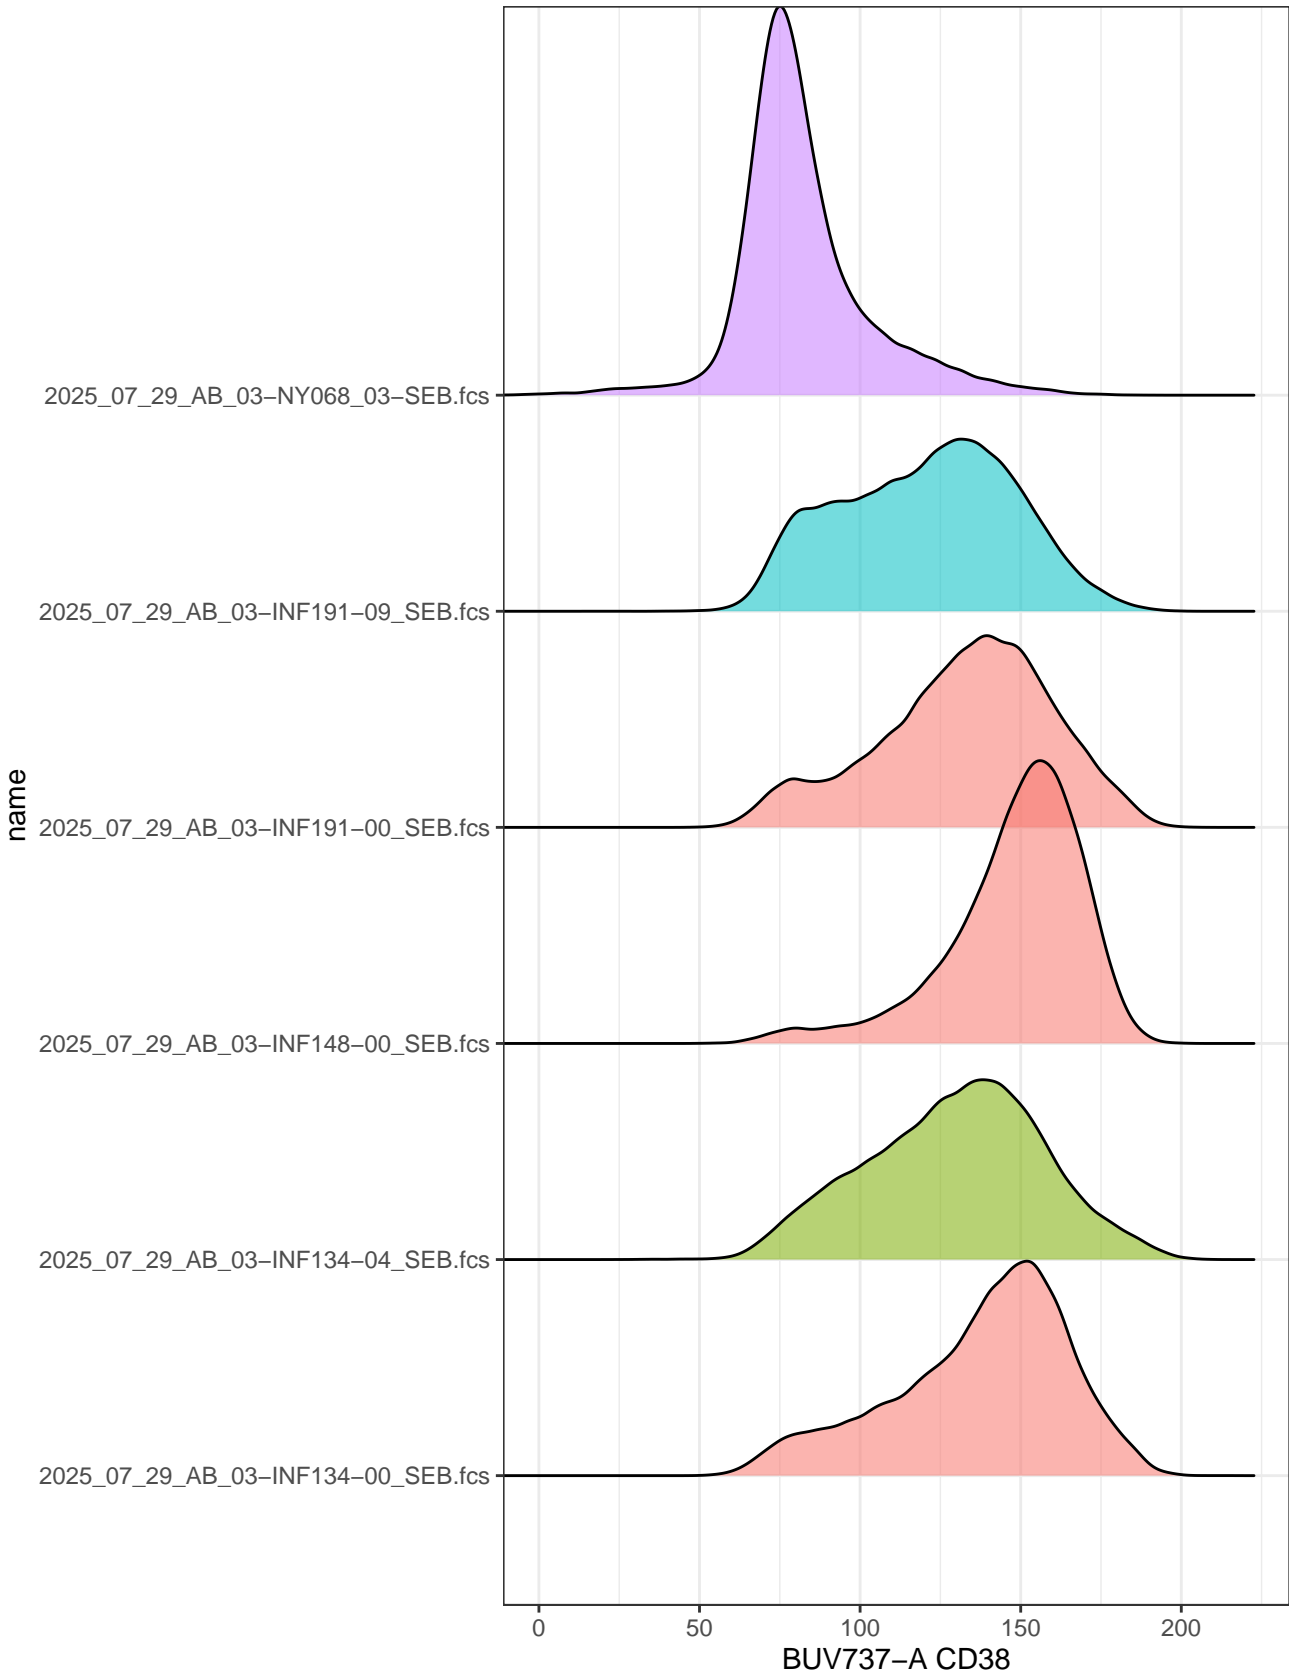 name
2025_07_29_AB_03−NY068_03−SEB.fcs
2025_07_29_AB_03−INF191−09_SEB.fcs
2025_07_29_AB_03−INF191−00_SEB.fcs
2025_07_29_AB_03−INF148−00_SEB.fcs
2025_07_29_AB_03−INF134−04_SEB.fcs
2025_07_29_AB_03−INF134−00_SEB.fcs
0 50 100 150 200
BUV737−A CD38